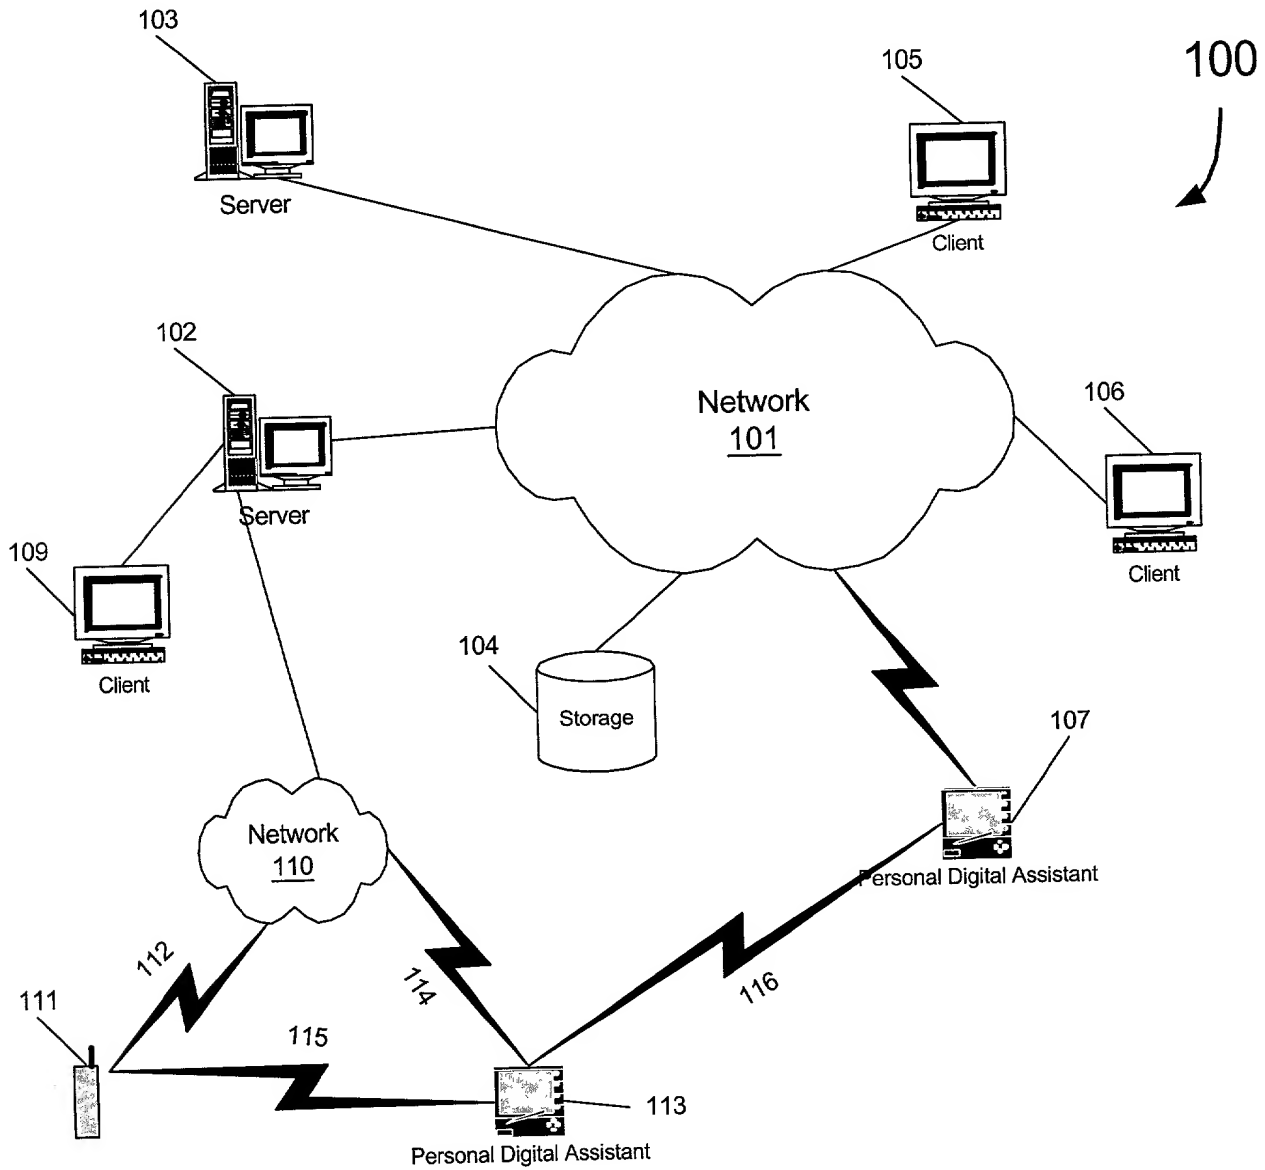 103
105
100
Server
Client
102
Network
101
106
Server
109
Client
Client
104
Storage
107
Network
110
Personal Digital Assistant
112
114
116
111
115
113
Personal Digital Assistant